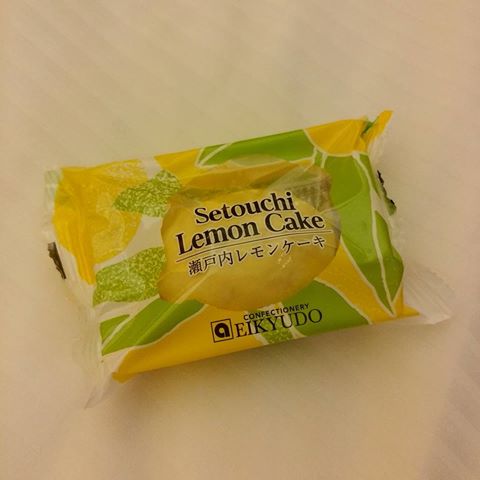 Setouchi
Lemon Cake
瀬戸内レモンケーキ
CONFECTIONERY
EIKYUDO